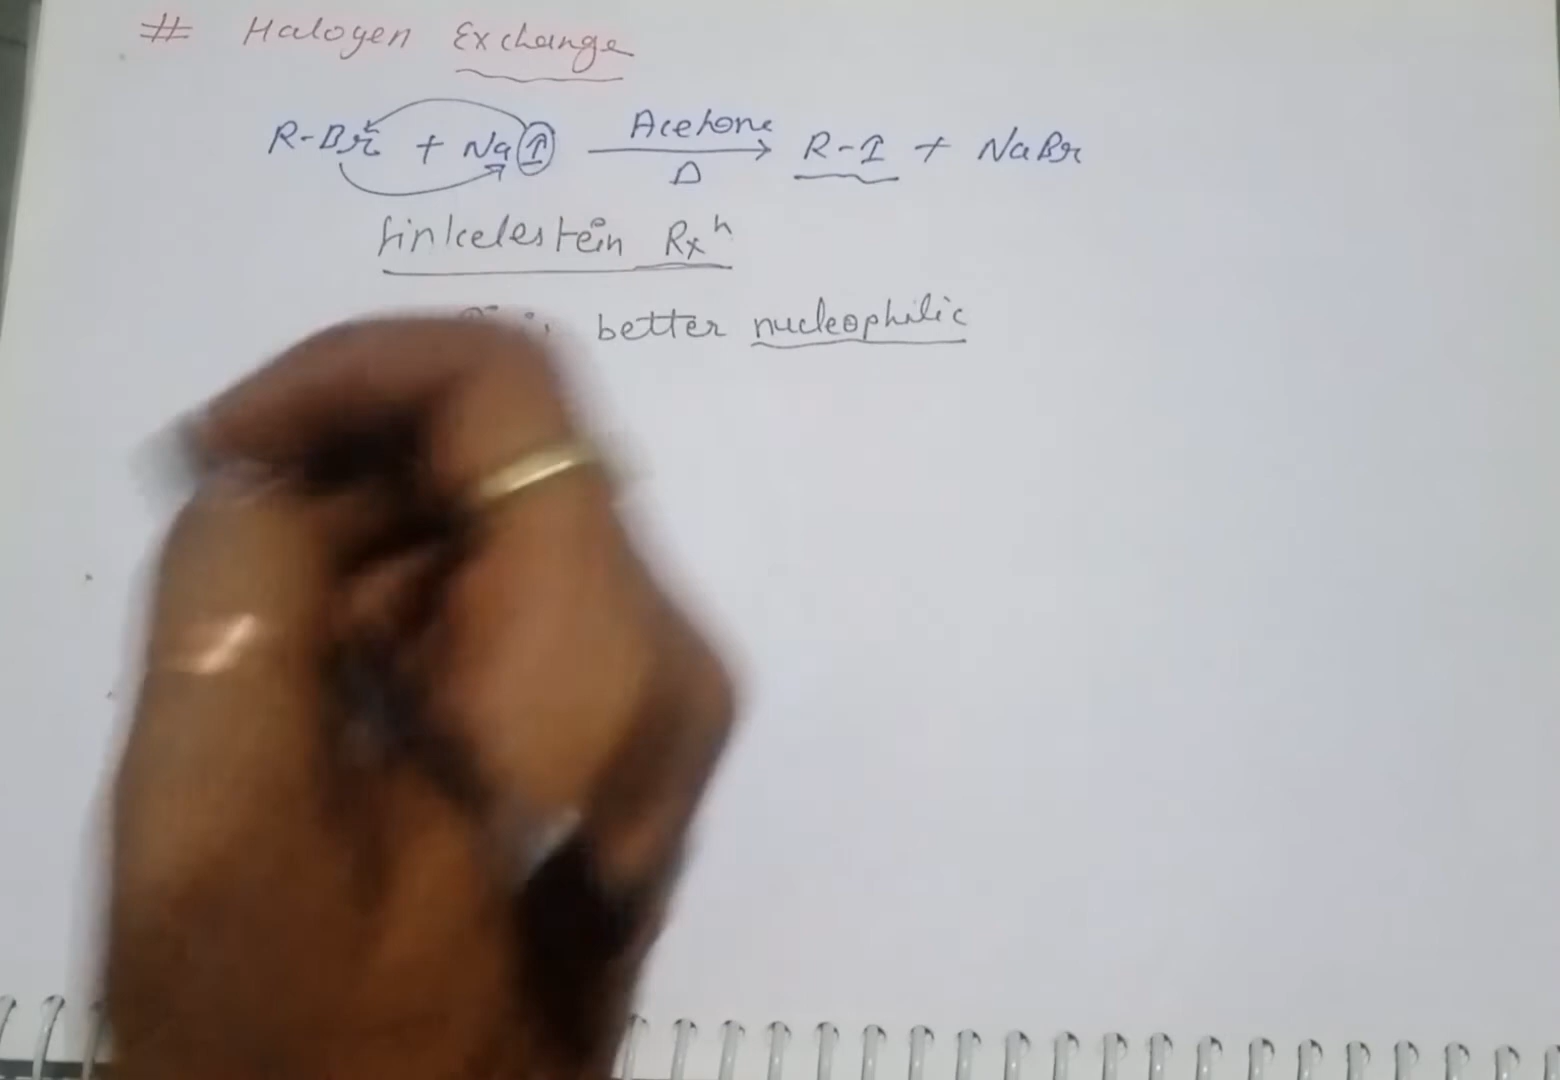 # Halogen Exchange
R-Br + NaI Acetone Δ → R-I + NaBr
finkelestein Rxⁿ
better nucleophilic